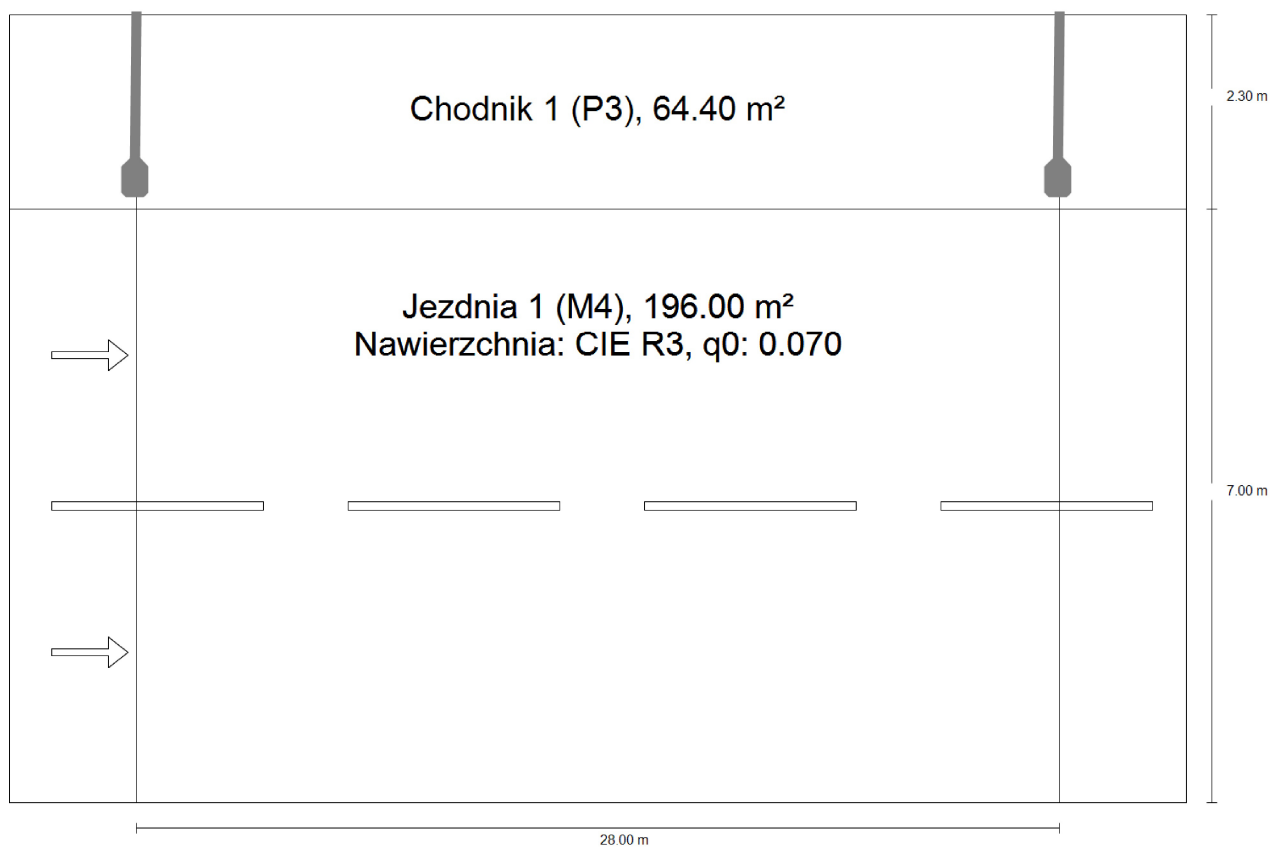 Chodnik 1 (P3), 64.40 m²
2.30 m
Jezdnia 1 (M4), 196.00 m²
Nawierzchnia: CIE R3, q0: 0.070
7.00 m
28.00 m